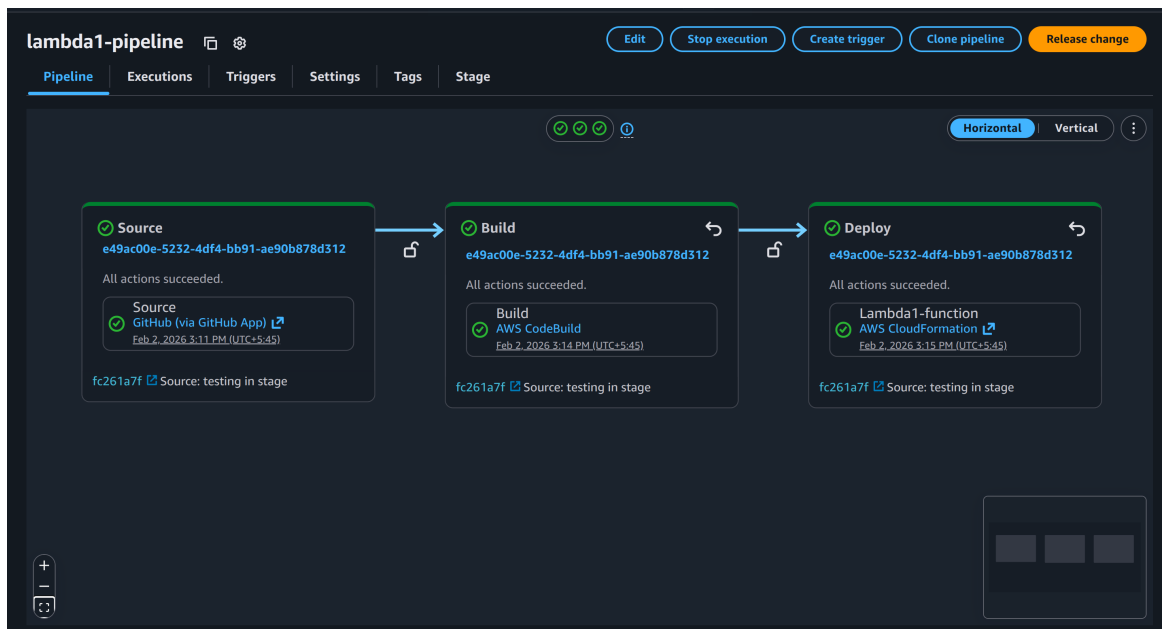 lambda1-pipeline
Edit
Stop execution
Create trigger
Clone pipeline
Release change
Pipeline
Executions
Triggers
Settings
Tags
Stage
Horizontal
Vertical
Source
e49ac00e-5232-4df4-bb91-ae90b878d312
All actions succeeded.
Source
GitHub (via GitHub App)
Feb 2, 2026 3:11 PM (UTC+5:45)
fc261a7f Source: testing in stage
Build
e49ac00e-5232-4df4-bb91-ae90b878d312
All actions succeeded.
Build
AWS CodeBuild
Feb 2, 2026 3:14 PM (UTC+5:45)
fc261a7f Source: testing in stage
Deploy
e49ac00e-5232-4df4-bb91-ae90b878d312
All actions succeeded.
Lambda1-function
AWS CloudFormation
Feb 2, 2026 3:15 PM (UTC+5:45)
fc261a7f Source: testing in stage